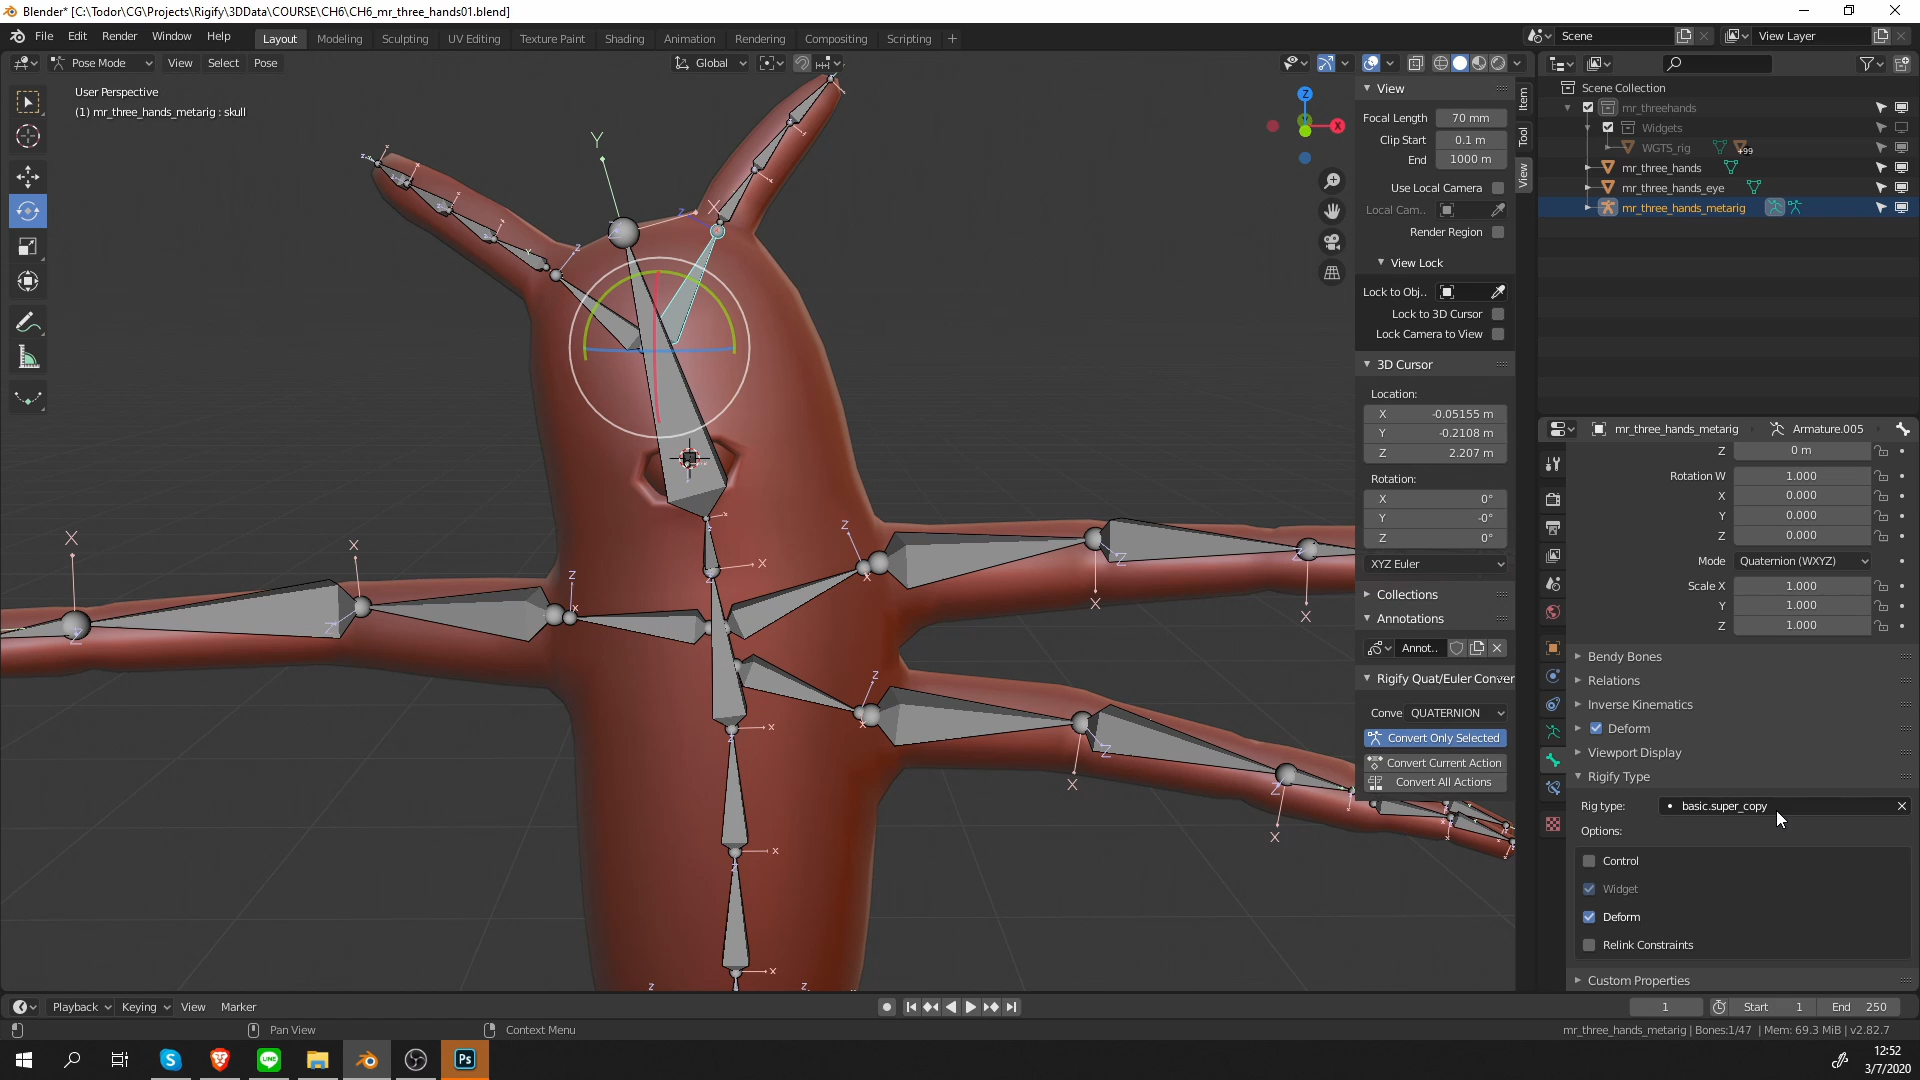 Blender* [C:\Todor\CG\Projects\Rigify\3DData\COURSE\CH6\CH6_mr_three_hands01.blend]
File Edit Render Window Help
Layout Modeling Sculpting UV Editing Texture Paint Shading Animation Rendering Compositing Scripting +
Scene
View Layer
Pose Mode View Select Pose
Global
User Perspective
(1) mr_three_hands_metarig : skull
View
Focal Length 70 mm
Clip Start 0.1 m
End 1000 m
Use Local Camera
Local Cam..
Render Region
View Lock
Lock to Obj..
Lock to 3D Cursor
Lock Camera to View
3D Cursor
Location:
X -0.05155 m
Y -0.2108 m
Z 2.207 m
Rotation:
X 0°
Y -0°
Z 0°
XYZ Euler
Collections
Annotations
Annot..
Rigify Quat/Euler Conver
Conve QUATERNION
Convert Only Selected
Convert Current Action
Convert All Actions
Item
Tool
View
Scene Collection
mr_threehands
Widgets
WGTS_rig
+99
mr_three_hands
mr_three_hands_eye
mr_three_hands_metarig
mr_three_hands_metarig Armature.005
Z 0 m
Rotation W 1.000
X 0.000
Y 0.000
Z 0.000
Mode Quaternion (WXYZ)
Scale X 1.000
Y 1.000
Z 1.000
Bendy Bones
Relations
Inverse Kinematics
Deform
Viewport Display
Rigify Type
Rig type: basic.super_copy
Options:
Control
Widget
Deform
Relink Constraints
Custom Properties
Playback Keying View Marker
1 Start 1 End 250
Pan View
Context Menu
mr_three_hands_metarig | Bones:1/47 | Mem: 69.3 MiB | v2.82.7
LINE
Ps
12:52
3/7/2020